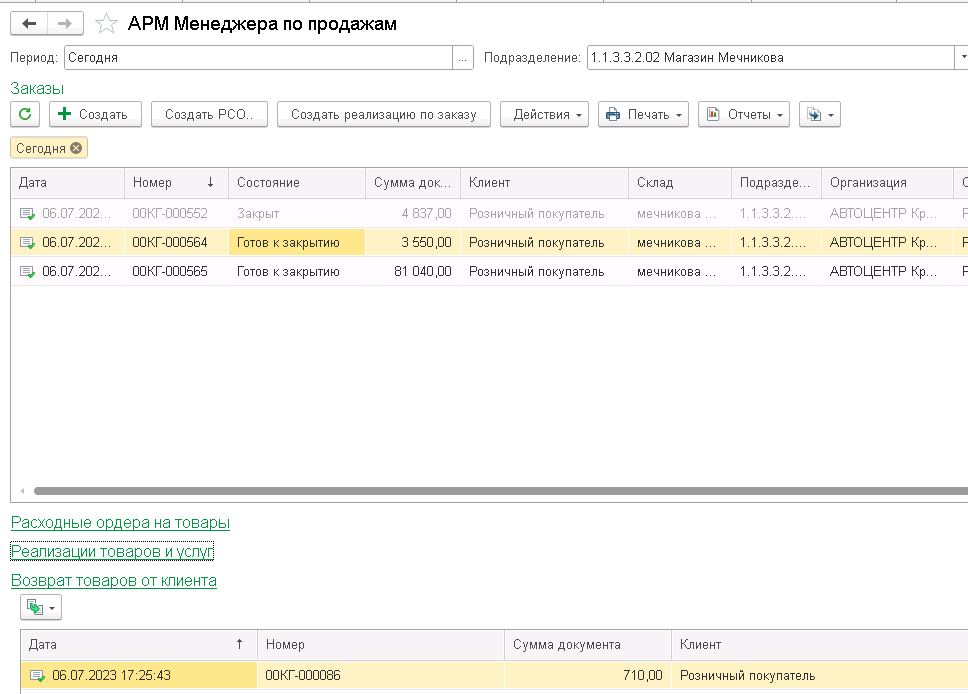 АРМ Менеджера по продажам
Период: Сегодня ... Подразделение: 1.1.3.3.2.02 Магазин Мечникова
Заказы
Создать Создать РСО.. Создать реализацию по заказу Действия Печать Отчеты
Сегодня
Дата Номер ↓ Состояние Сумма док... Клиент Склад Подразде... Организация
06.07.202... 00КГ-000552 Закрыт 4 837,00 Розничный покупатель мечникова ... 1.1.3.3.2.... АВТОЦЕНТР Кр...
06.07.202... 00КГ-000564 Готов к закрытию 3 550,00 Розничный покупатель мечникова ... 1.1.3.3.2.... АВТОЦЕНТР Кр...
06.07.202... 00КГ-000565 Готов к закрытию 81 040,00 Розничный покупатель мечникова ... 1.1.3.3.2.... АВТОЦЕНТР Кр...
Расходные ордера на товары
Реализации товаров и услуг
Возврат товаров от клиента
Дата ↑ Номер Сумма документа Клиент
06.07.2023 17:25:43 00КГ-000086 710,00 Розничный покупатель